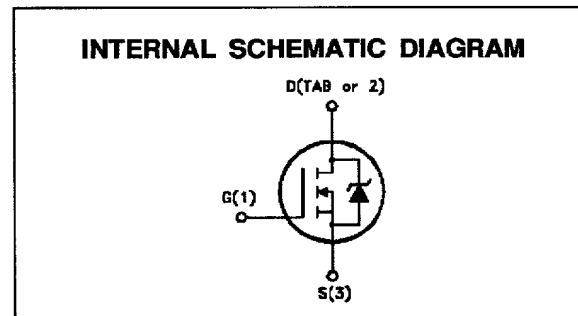 INTERNAL SCHEMATIC DIAGRAM
D(TAB or 2)
G(1)
S(3)